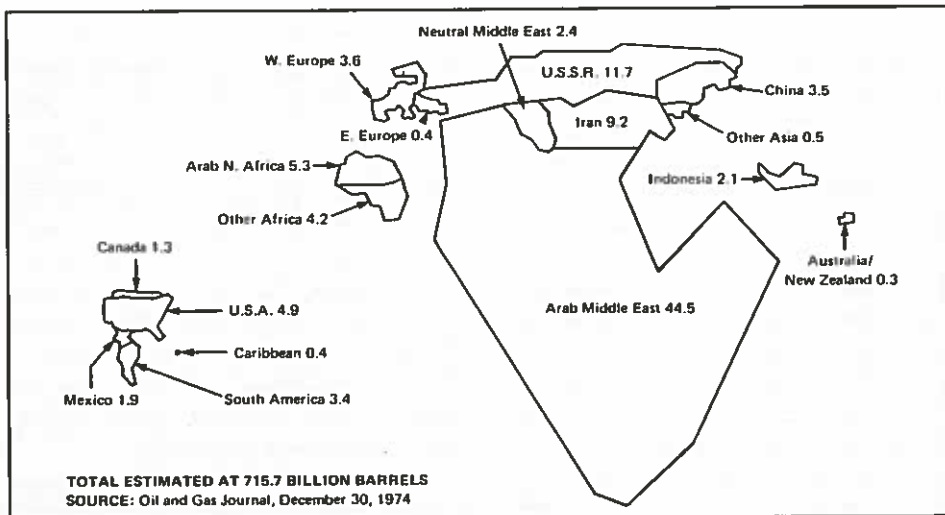 Neutral Middle East 2.4
W. Europe 3.6
U.S.S.R. 11.7
China 3.5
E. Europe 0.4
Iran 9.2
Other Asia 0.5
Arab N. Africa 5.3
Indonesia 2.1
Other Africa 4.2
Canada 1.3
Australia/
New Zealand 0.3
U.S.A. 4.9
Arab Middle East 44.5
Caribbean 0.4
Mexico 1.9
South America 3.4
TOTAL ESTIMATED AT 715.7 BILLION BARRELS
SOURCE: Oil and Gas Journal, December 30, 1974